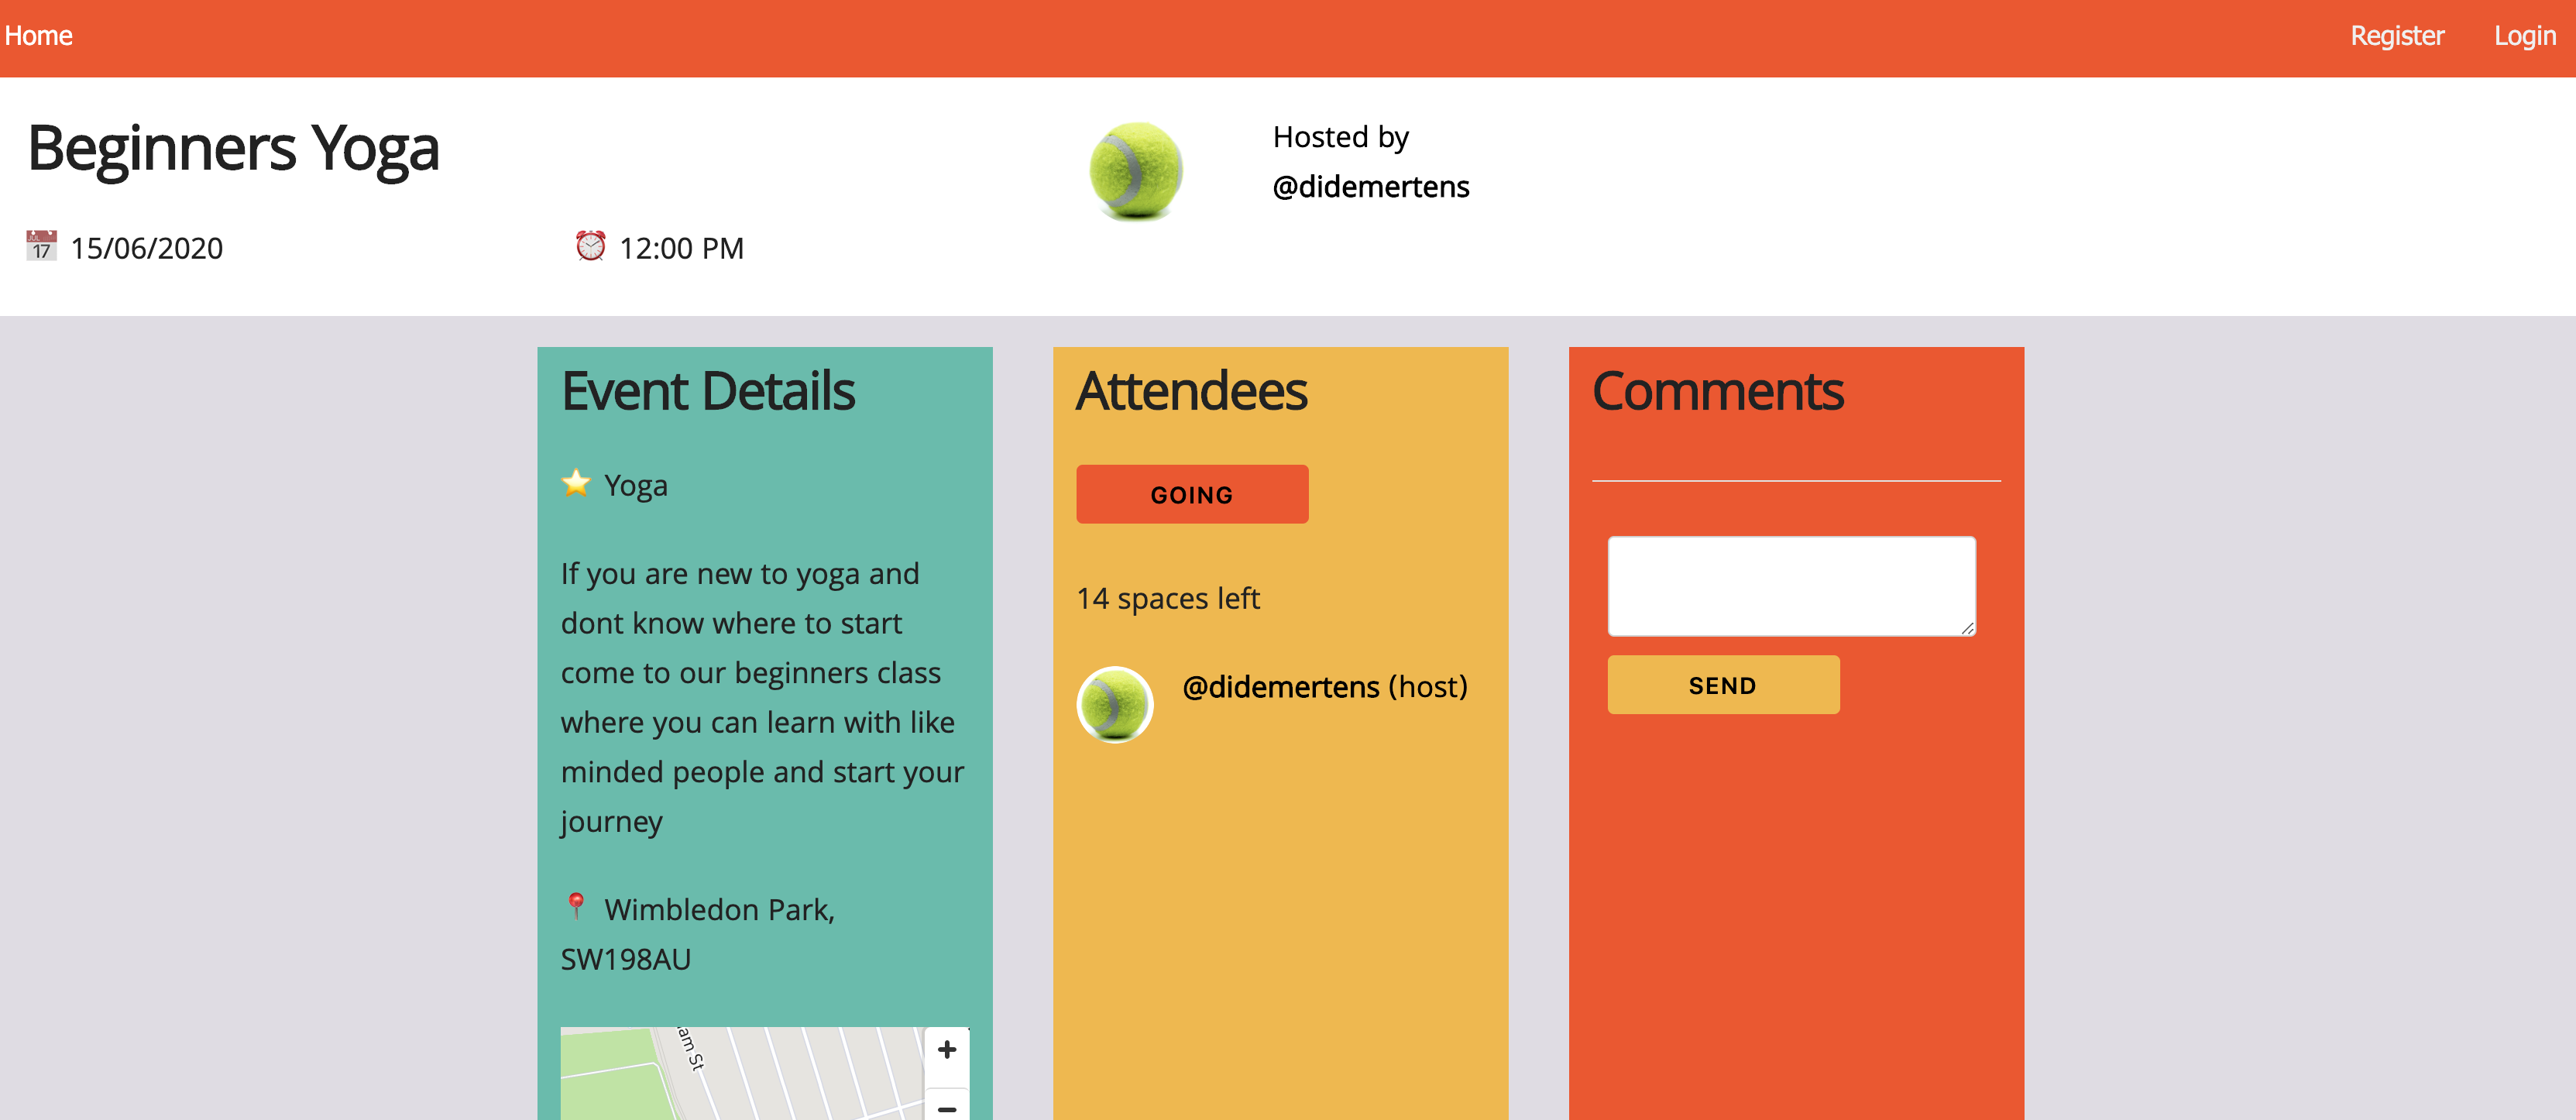 Home
Register
Login
Beginners Yoga
15/06/2020
12:00 PM
Hosted by
@didemertens
Event Details
Yoga
If you are new to yoga and
dont know where to start
come to our beginners class
where you can learn with like
minded people and start your
journey
Wimbledon Park,
SW198AU
+
−
Attendees
GOING
14 spaces left
@didemertens (host)
Comments
SEND